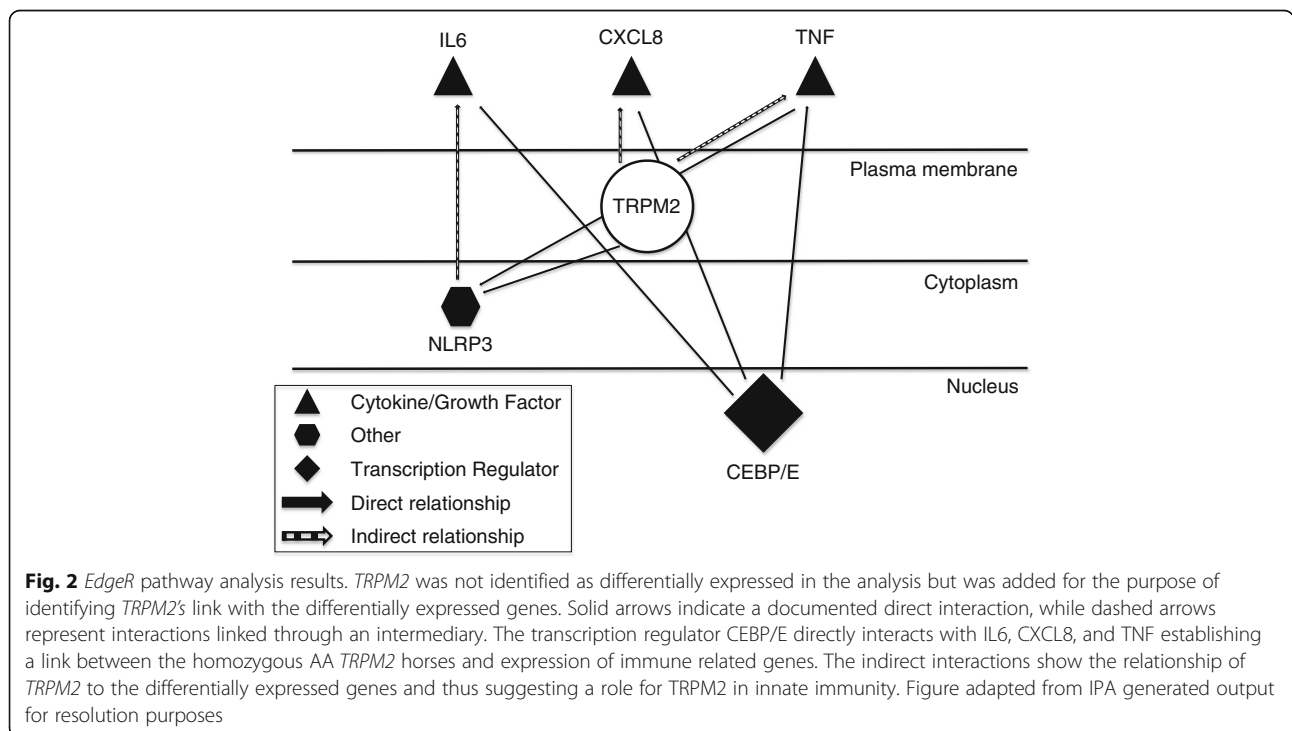 IL6 CXCL8 TNF
Plasma membrane
TRPM2
Cytoplasm
NLRP3
Nucleus
Cytokine/Growth Factor
Other
Transcription Regulator
Direct relationship
Indirect relationship
CEBP/E
Fig. 2 EdgeR pathway analysis results. TRPM2 was not identified as differentially expressed in the analysis but was added for the purpose of
identifying TRPM2's link with the differentially expressed genes. Solid arrows indicate a documented direct interaction, while dashed arrows
represent interactions linked through an intermediary. The transcription regulator CEBP/E directly interacts with IL6, CXCL8, and TNF establishing
a link between the homozygous AA TRPM2 horses and expression of immune related genes. The indirect interactions show the relationship of
TRPM2 to the differentially expressed genes and thus suggesting a role for TRPM2 in innate immunity. Figure adapted from IPA generated output
for resolution purposes